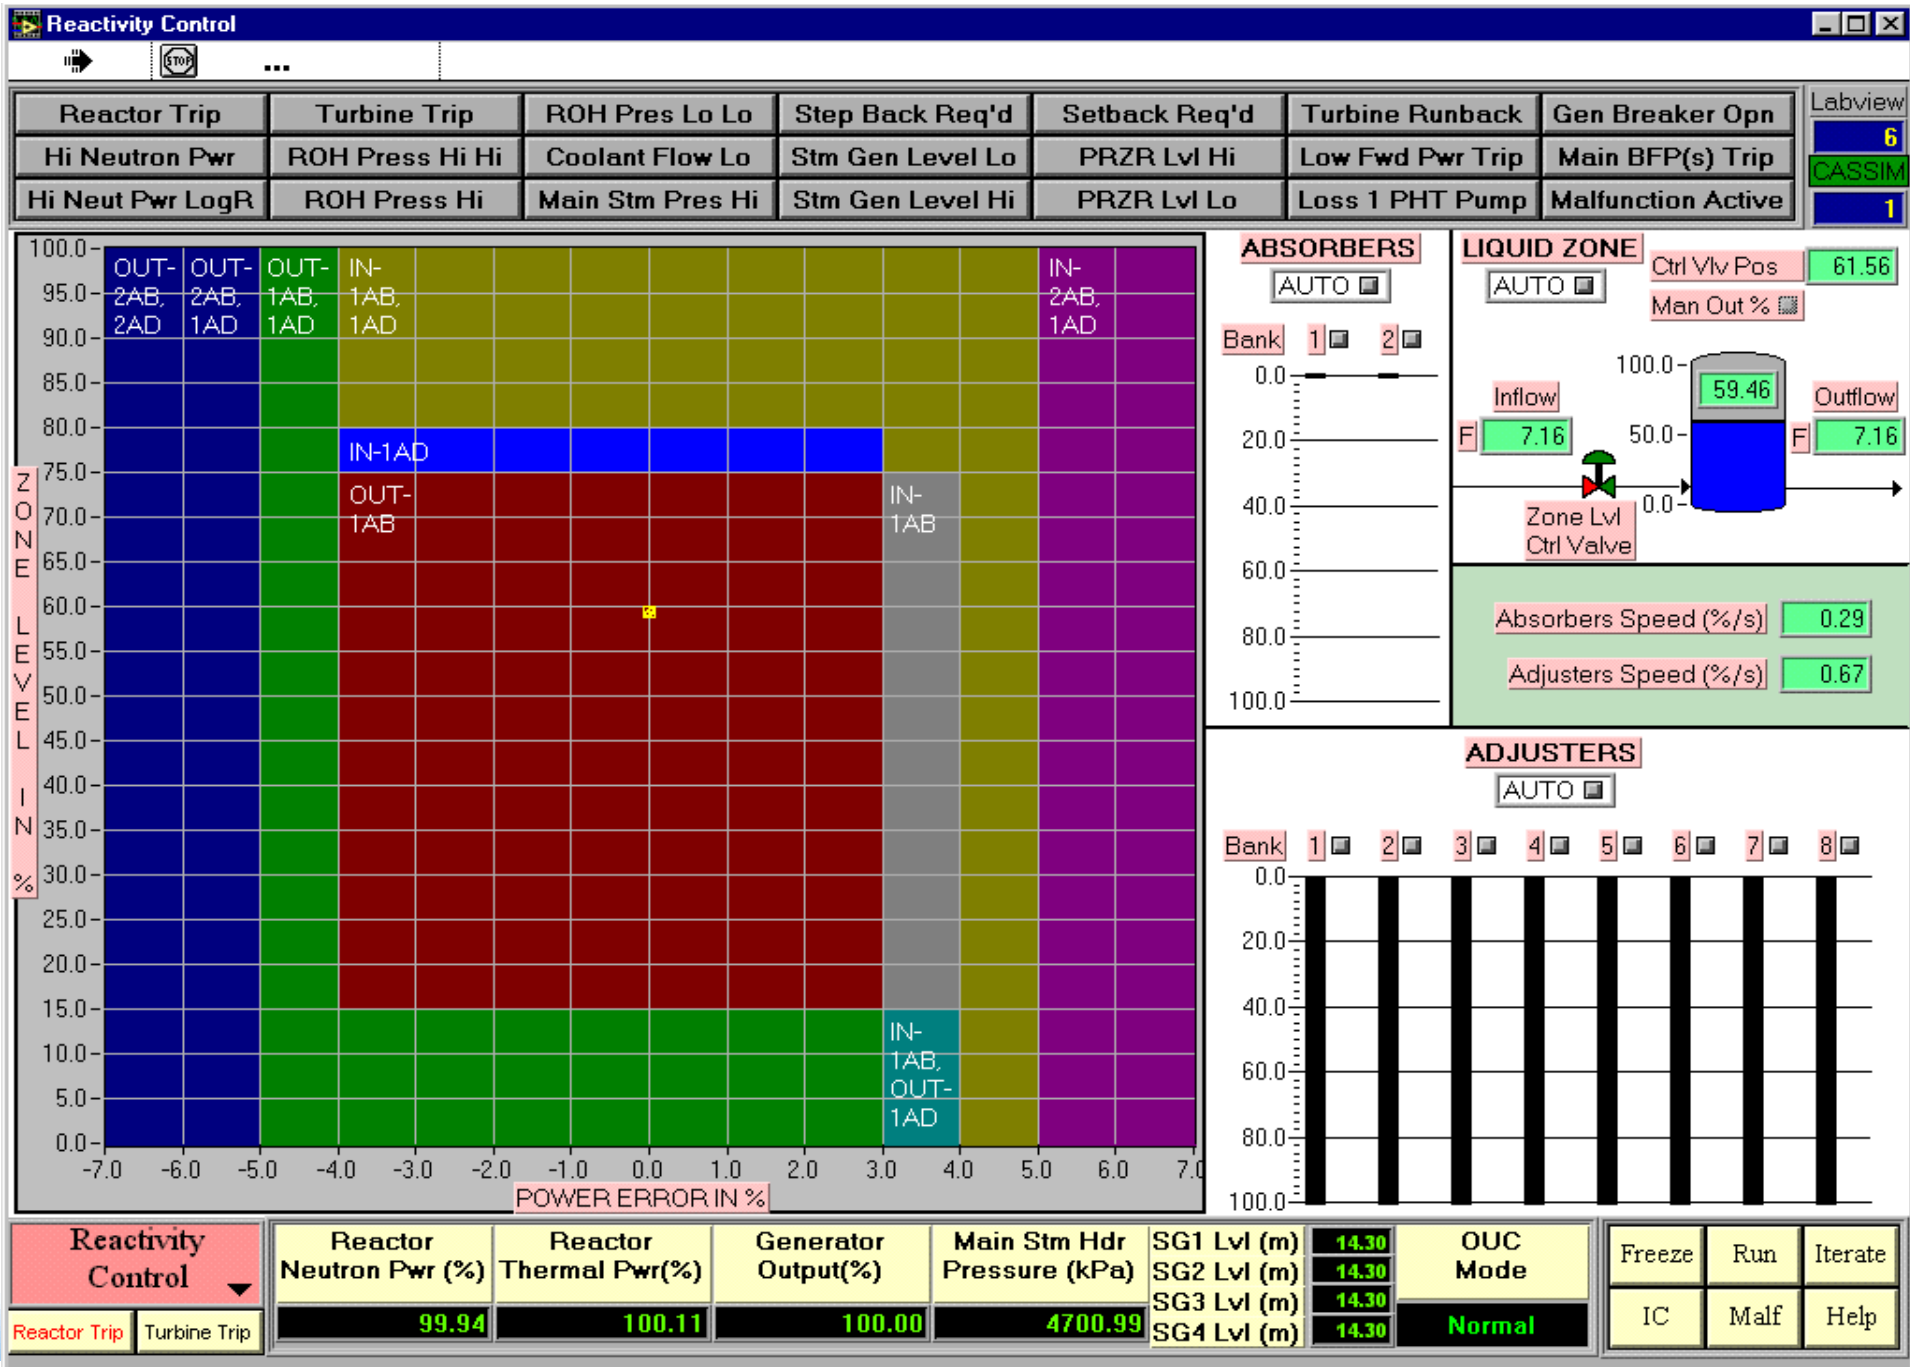 Reactivity Control
STOP
...
Reactor Trip
Turbine Trip
ROH Pres Lo Lo
Step Back Req'd
Setback Req'd
Turbine Runback
Gen Breaker Opn
Hi Neutron Pwr
ROH Press Hi Hi
Coolant Flow Lo
Stm Gen Level Lo
PRZR Lvl Hi
Low Fwd Pwr Trip
Main BFP(s) Trip
Hi Neut Pwr LogR
ROH Press Hi
Main Stm Pres Hi
Stm Gen Level Hi
PRZR Lvl Lo
Loss 1 PHT Pump
Malfunction Active
Labview
6
CASSIM
1
ZONE LEVEL IN %
100.0
95.0
90.0
85.0
80.0
75.0
70.0
65.0
60.0
55.0
50.0
45.0
40.0
35.0
30.0
25.0
20.0
15.0
10.0
5.0
0.0
OUT-
2AB,
2AD
OUT-
2AB,
1AD
OUT-
1AB,
1AD
IN-
1AB,
1AD
IN-
2AB,
1AD
IN-1AD
OUT-
1AB
IN-
1AB
IN-
1AB,
OUT-
1AD
-7.0 -6.0 -5.0 -4.0 -3.0 -2.0 -1.0 0.0 1.0 2.0 3.0 4.0 5.0 6.0 7.0
POWER ERROR IN %
ABSORBERS
AUTO
Bank 1 2
0.0
20.0
40.0
60.0
80.0
100.0
LIQUID ZONE
AUTO
Ctrl Vlv Pos 61.56
Man Out %
Inflow
F 7.16
100.0
50.0
0.0
59.46
Outflow
F 7.16
Zone Lvl
Ctrl Valve
Absorbers Speed (%/s) 0.29
Adjusters Speed (%/s) 0.67
ADJUSTERS
AUTO
Bank 1 2 3 4 5 6 7 8
0.0
20.0
40.0
60.0
80.0
100.0
Reactivity
Control
Reactor Trip
Turbine Trip
Reactor
Neutron Pwr (%)
99.94
Reactor
Thermal Pwr(%)
100.11
Generator
Output(%)
100.00
Main Stm Hdr
Pressure (kPa)
4700.99
SG1 Lvl (m) 14.30
SG2 Lvl (m) 14.30
SG3 Lvl (m) 14.30
SG4 Lvl (m) 14.30
OUC
Mode
Normal
Freeze
Run
Iterate
IC
Malf
Help